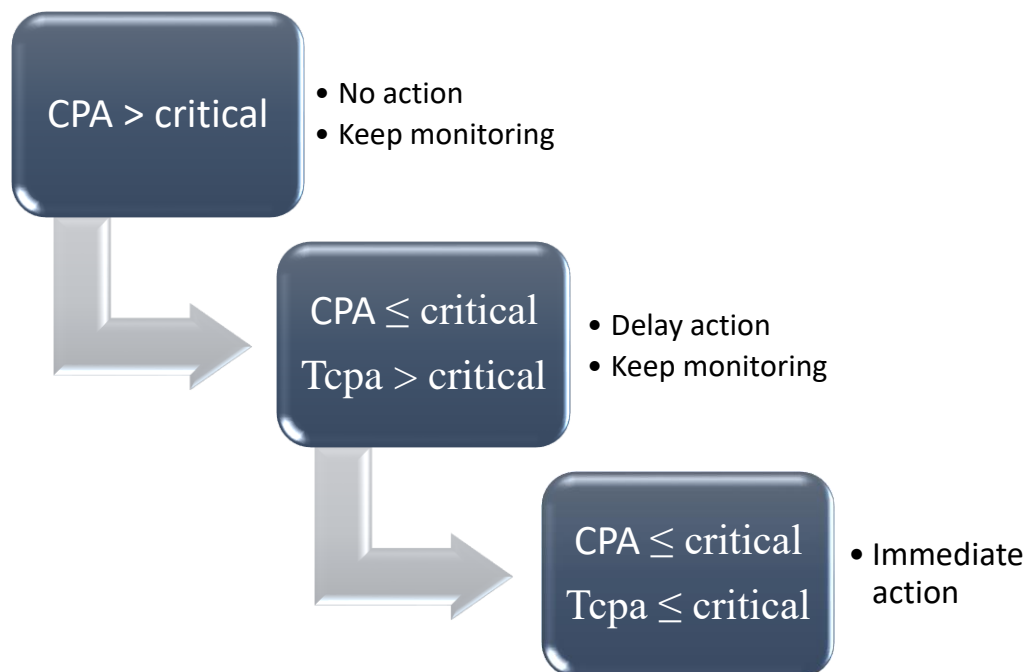 CPA > critical
• No action
• Keep monitoring
CPA ≤ critical
Tcpa > critical
• Delay action
• Keep monitoring
CPA ≤ critical
Tcpa ≤ critical
• Immediate
action